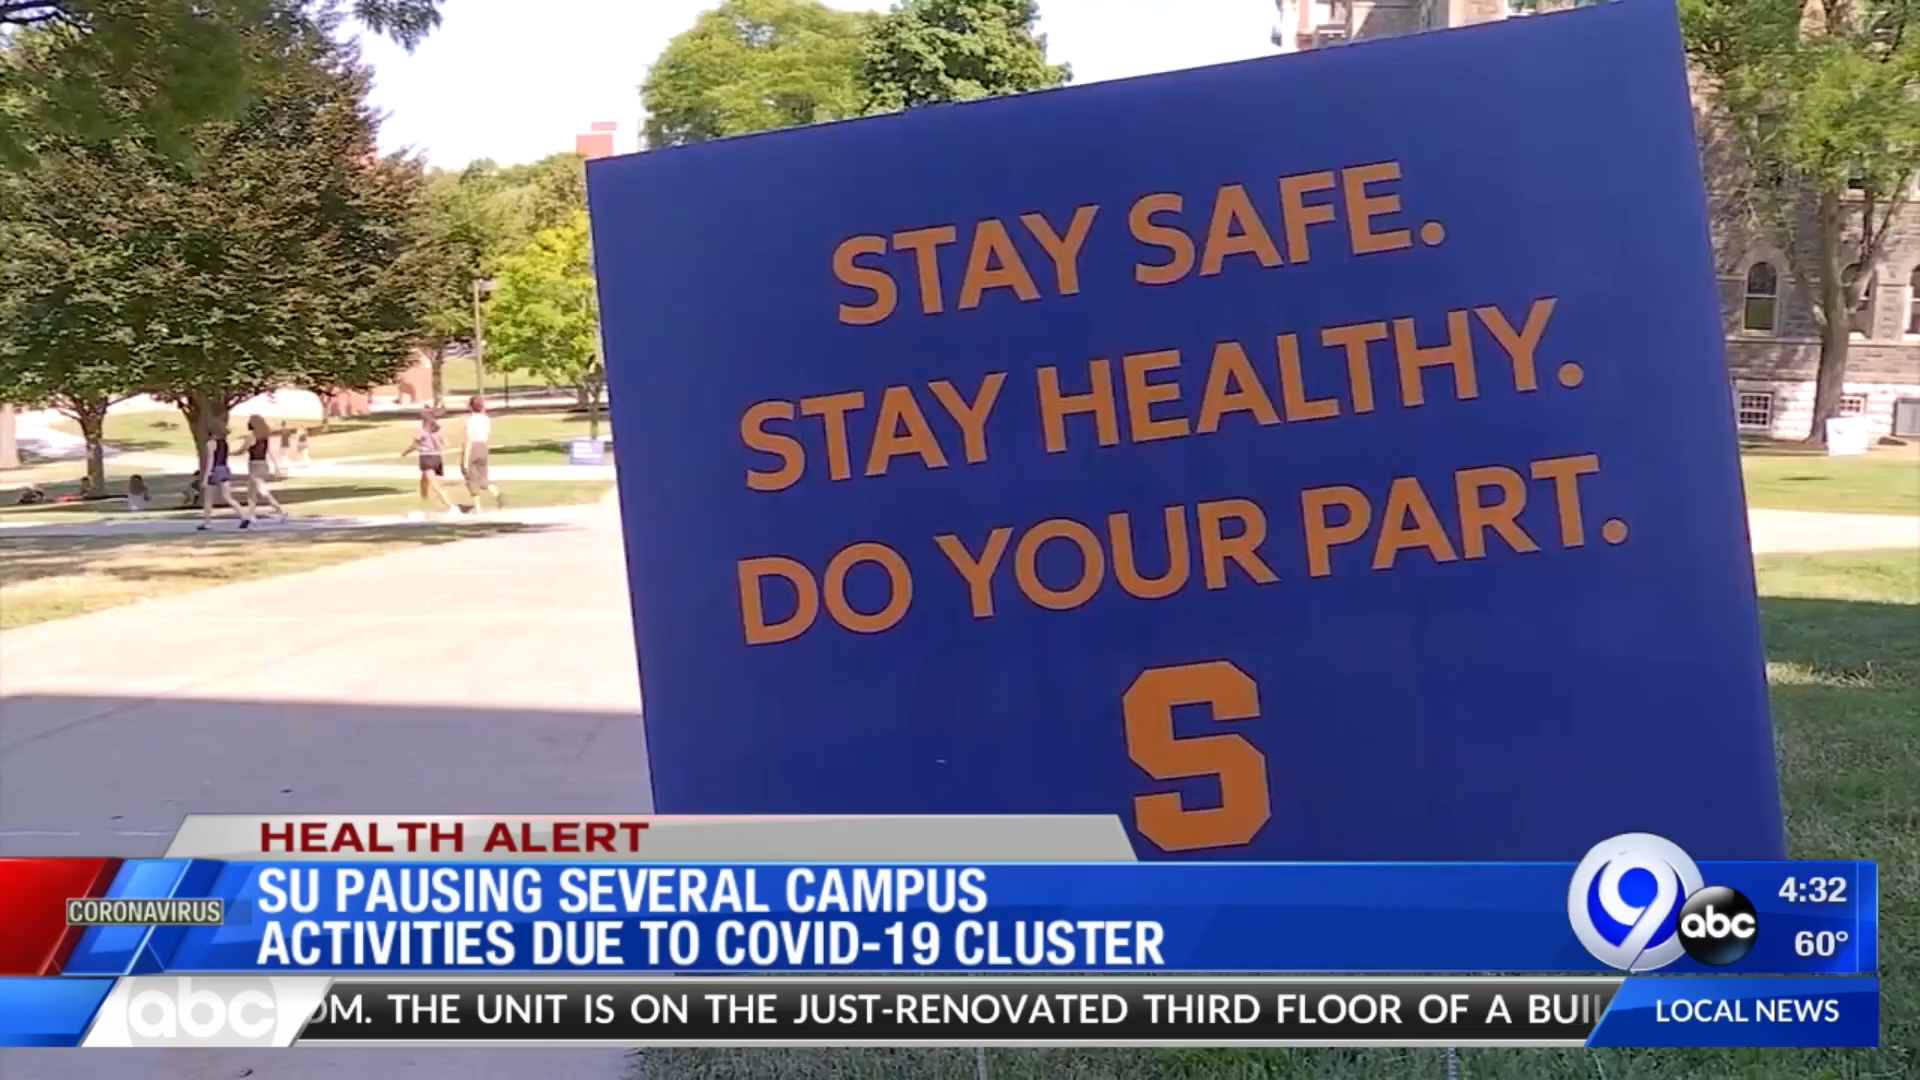 STAY SAFE.
STAY HEALTHY.
DO YOUR PART.
S
HEALTH ALERT
CORONAVIRUS
SU PAUSING SEVERAL CAMPUS
ACTIVITIES DUE TO COVID-19 CLUSTER
9
abc
4:32
60°
abc
THE UNIT IS ON THE JUST-RENOVATED THIRD FLOOR OF A
LOCAL NEWS